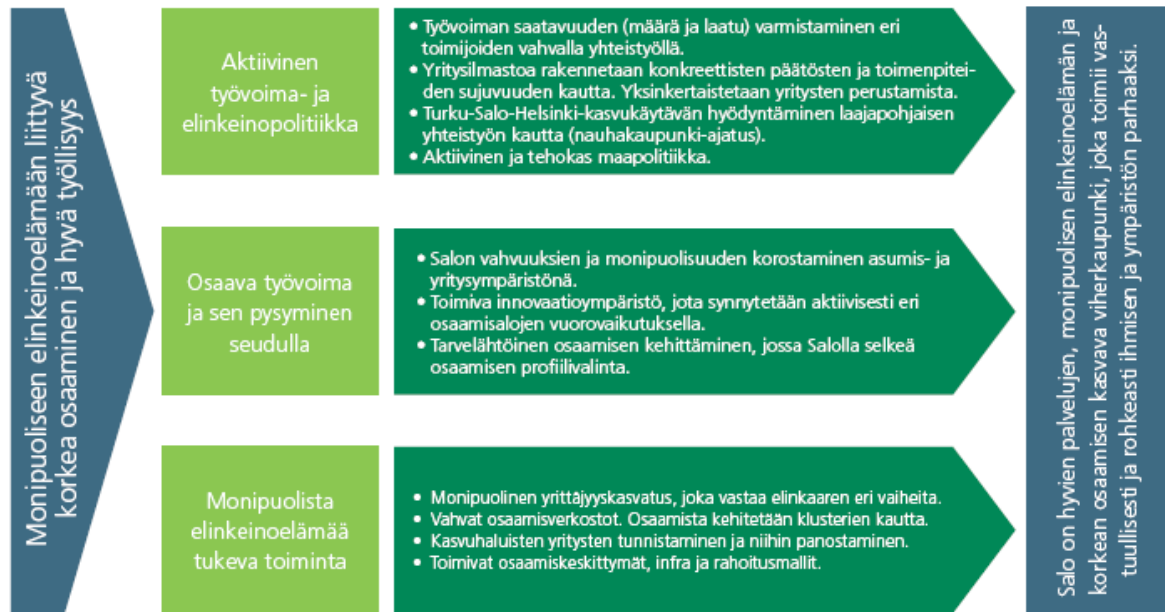 Monipuoliseen elinkeinoelämään liittyvä
korkea osaaminen ja hyvä työllisyys
Aktiivinen
työvoima- ja
elinkeinopolitiikka
• Työvoiman saatavuuden (määrä ja laatu) varmistaminen eri
toimijoiden vahvalla yhteistyöllä.
• Yritysilmastoa rakennetaan konkreettisten päätösten ja toimenpitei-
den sujuvuuden kautta. Yksinkertaistetaan yritysten perustamista.
• Turku-Salo-Helsinki-kasvukäytävän hyödyntäminen laajapohjaisen
yhteistyön kautta (nauhakaupunki-ajatus).
• Aktiivinen ja tehokas maapolitiikka.
Osaava työvoima
ja sen pysyminen
seudulla
• Salon vahvuuksien ja monipuolisuuden korostaminen asumis- ja
yritysympäristönä.
• Toimiva innovaatioympäristö, jota synnytetään aktiivisesti eri
osaamisalojen vuorovaikutuksella.
• Tarvelähtöinen osaamisen kehittäminen, jossa Salolla selkeä
osaamisen profiilivalinta.
Monipuolista
elinkeinoelämää
tukeva toiminta
• Monipuolinen yrittäjyyskasvatus, joka vastaa elinkaaren eri vaiheita.
• Vahvat osaamisverkostot. Osaamista kehitetään klusterien kautta.
• Kasvuhaluisten yritysten tunnistaminen ja niihin panostaminen.
• Toimivat osaamiskeskittymät, infra ja rahoitusmallit.
Salo on hyvien palvelujen, monipuolisen elinkeinoelämän ja
korkean osaamisen kasvava viherkaupunki, joka toimii vas-
tuullisesti ja rohkeasti ihmisen ja ympäristön parhaaksi.